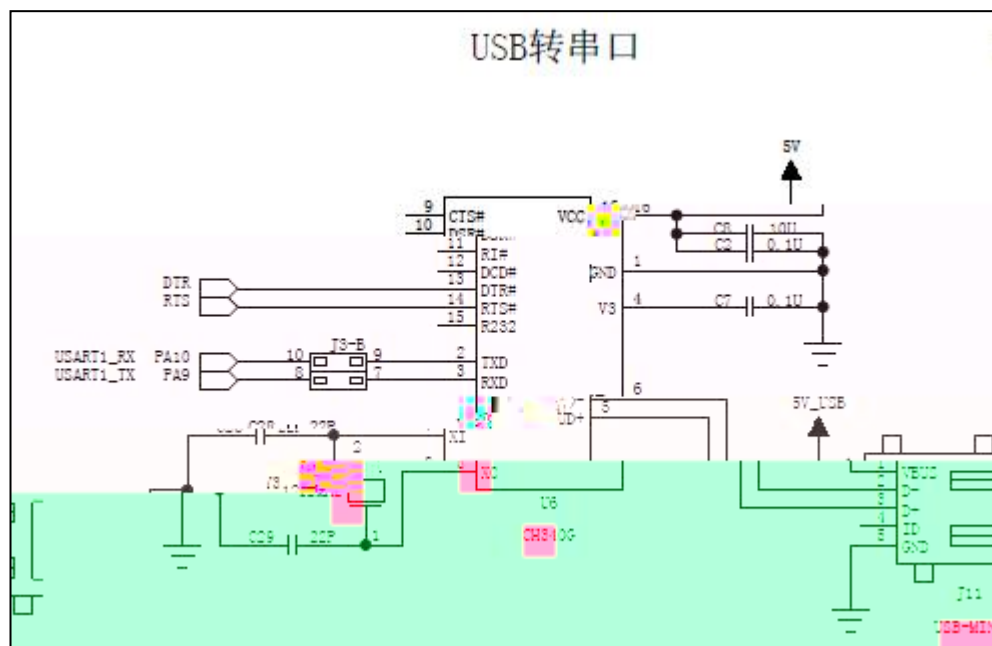 USB转串口
5V
9 CTS# VCC
10
11 C8 10U
12 RI# C2 0.1U
13 DCD# GND 1
DTR DTR#
RTS 14 RTS# V3 4 C7 0.1U
15 R232
J3-B
USART1_RX PA10 10 9 2 TXD
USART1_TX PA9 8 7 3 RXD
6
5 5V_USB
UD+
22P XI
2
XO
U6
C29 22P 1 CH340G
D-
4 ID
5 GND
J11